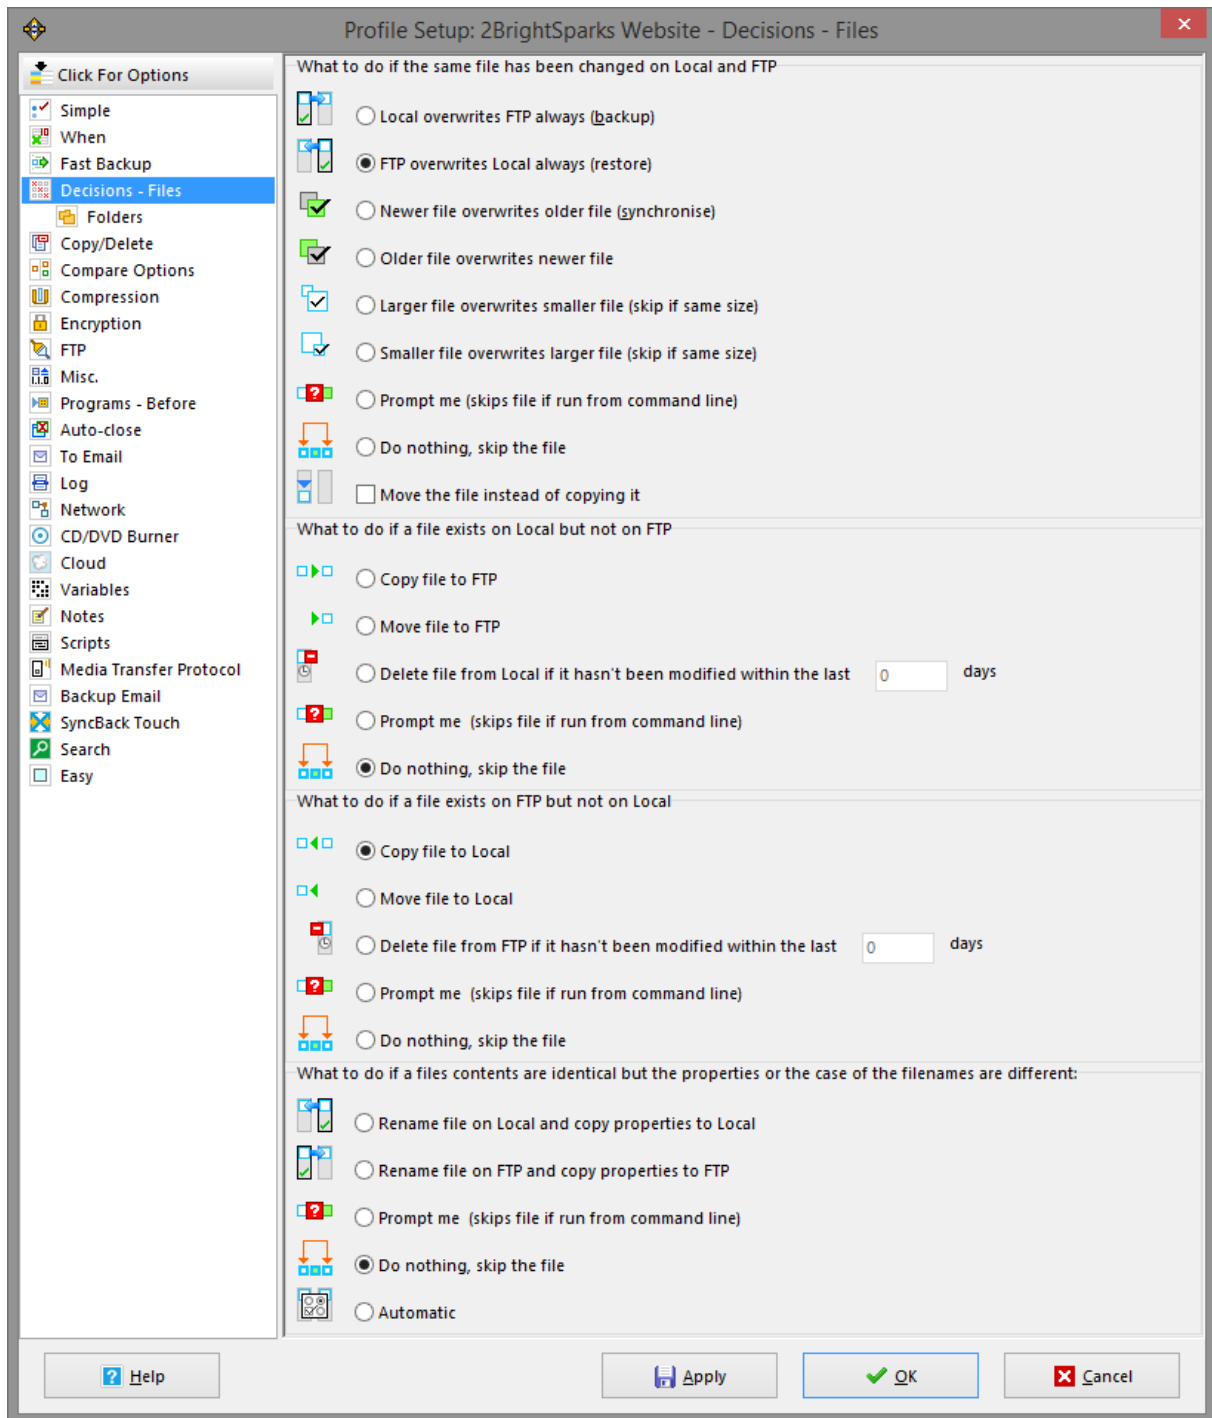 Profile Setup: 2BrightSparks Website - Decisions - Files
Click For Options
Simple
When
Fast Backup
Decisions - Files
Folders
Copy/Delete
Compare Options
Compression
Encryption
FTP
Misc.
Programs - Before
Auto-close
To Email
Log
Network
CD/DVD Burner
Cloud
Variables
Notes
Scripts
Media Transfer Protocol
Backup Email
SyncBack Touch
Search
Easy
What to do if the same file has been changed on Local and FTP
Local overwrites FTP always (backup)
FTP overwrites Local always (restore)
Newer file overwrites older file (synchronise)
Older file overwrites newer file
Larger file overwrites smaller file (skip if same size)
Smaller file overwrites larger file (skip if same size)
Prompt me (skips file if run from command line)
Do nothing, skip the file
Move the file instead of copying it
What to do if a file exists on Local but not on FTP
Copy file to FTP
Move file to FTP
Delete file from Local if it hasn't been modified within the last 0 days
Prompt me (skips file if run from command line)
Do nothing, skip the file
What to do if a file exists on FTP but not on Local
Copy file to Local
Move file to Local
Delete file from FTP if it hasn't been modified within the last 0 days
Prompt me (skips file if run from command line)
Do nothing, skip the file
What to do if a files contents are identical but the properties or the case of the filenames are different:
Rename file on Local and copy properties to Local
Rename file on FTP and copy properties to FTP
Prompt me (skips file if run from command line)
Do nothing, skip the file
Automatic
Help
Apply
OK
Cancel